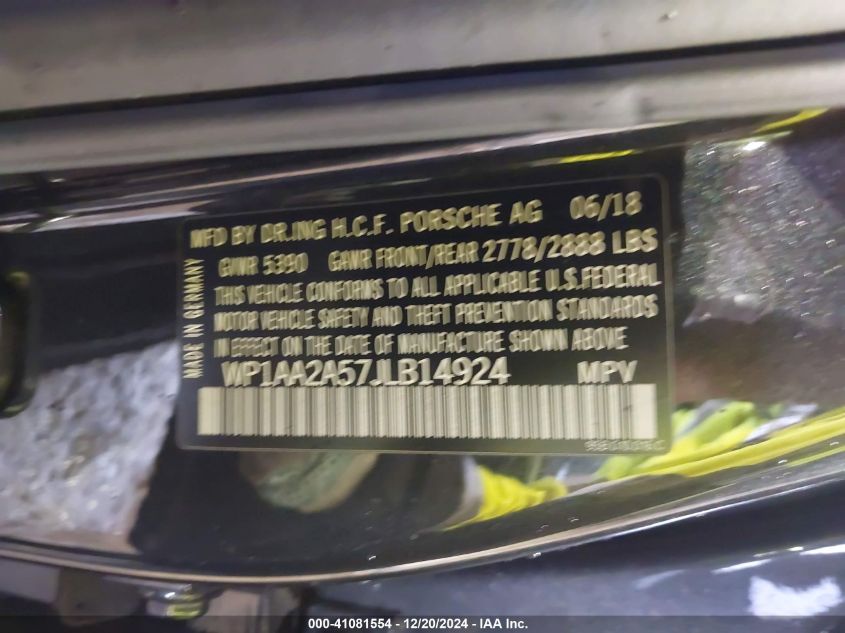 MFD BY DR.ING H.C.F. PORSCHE AG 06/18
GVWR 5390 GAWR FRONT/REAR 2778/2888 LBS
THIS VEHICLE CONFORMS TO ALL APPLICABLE U.S.FEDERAL
MOTOR VEHICLE SAFETY AND THEFT PREVENTION STANDARDS
IN EFFECT ON THE DATE OF MANUFACTURE SHOWN ABOVE
WP1AA2A57JLB14924 MPV
MADE IN GERMANY
000-41081554 - 12/20/2024 - IAA Inc.